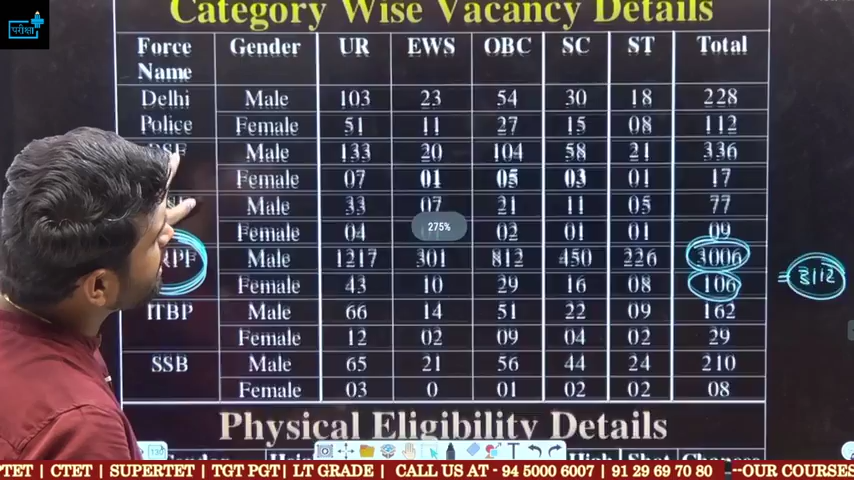 परीक्षा
Category Wise Vacancy Details
Force Name Gender UR EWS OBC SC ST Total
Delhi Police Male 103 23 54 30 18 228
Female 51 11 27 15 08 112
BSF Male 133 20 104 58 21 336
Female 07 01 05 03 01 17
Male 33 07 21 11 05 77
Female 04 02 01 01 09
Male 1217 301 812 450 226 3006
Female 43 10 29 16 08 106
= 3112
ITBP Male 66 14 51 22 09 162
Female 12 02 09 04 02 29
SSB Male 65 21 56 44 24 210
Female 03 0 01 02 02 08
275%
Physical Eligibility Details
130
PTET | CTET | SUPERTET | TGT PGT| LT GRADE | CALL US AT - 94 5000 6007 | 91 29 69 70 80 --OUR COURSES